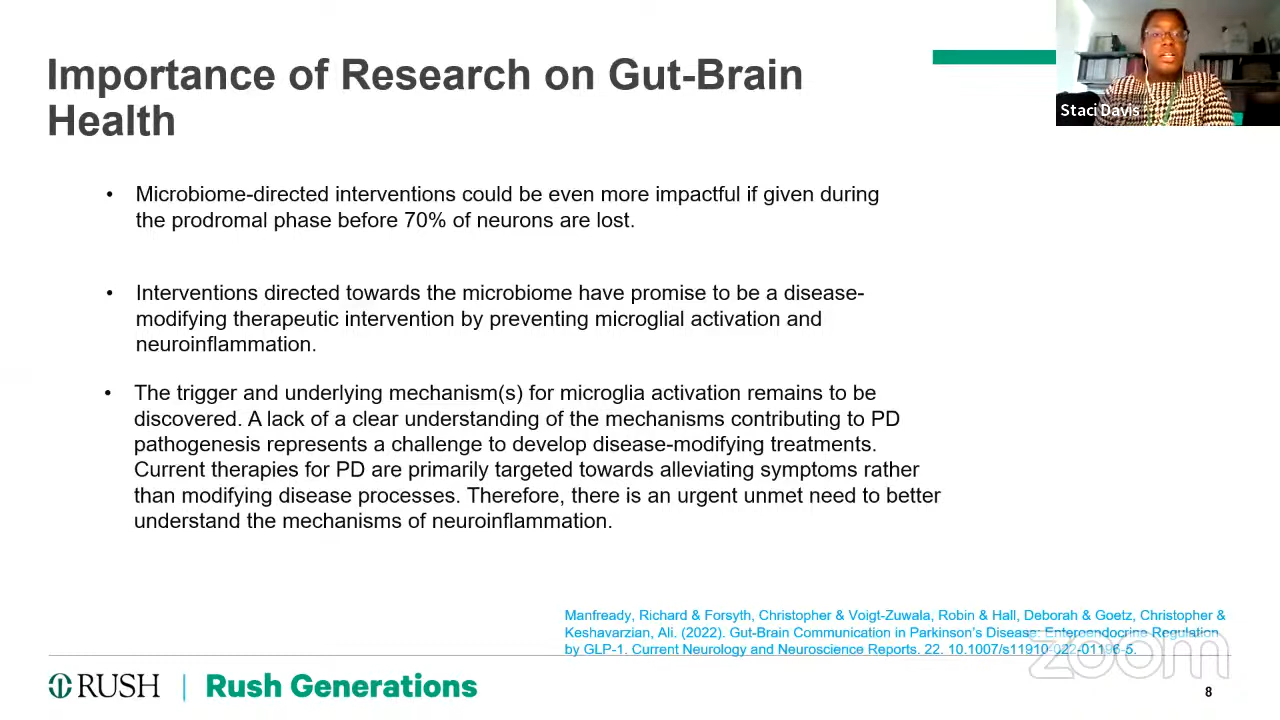 Importance of Research on Gut-Brain
Health
Staci Davis
• Microbiome-directed interventions could be even more impactful if given during
the prodromal phase before 70% of neurons are lost.
• Interventions directed towards the microbiome have promise to be a disease-
modifying therapeutic intervention by preventing microglial activation and
neuroinflammation.
• The trigger and underlying mechanism(s) for microglia activation remains to be
discovered. A lack of a clear understanding of the mechanisms contributing to PD
pathogenesis represents a challenge to develop disease-modifying treatments.
Current therapies for PD are primarily targeted towards alleviating symptoms rather
than modifying disease processes. Therefore, there is an urgent unmet need to better
understand the mechanisms of neuroinflammation.
Manfready, Richard & Forsyth, Christopher & Voigt-Zuwala, Robin & Hall, Deborah & Goetz, Christopher &
Keshavarzian, Ali. (2022). Gut-Brain Communication in Parkinson's Disease: Enteroendocrine Regulation
by GLP-1. Current Neurology and Neuroscience Reports. 22. 10.1007/s11910-022-01196-5.
zoom
RUSH | Rush Generations
8